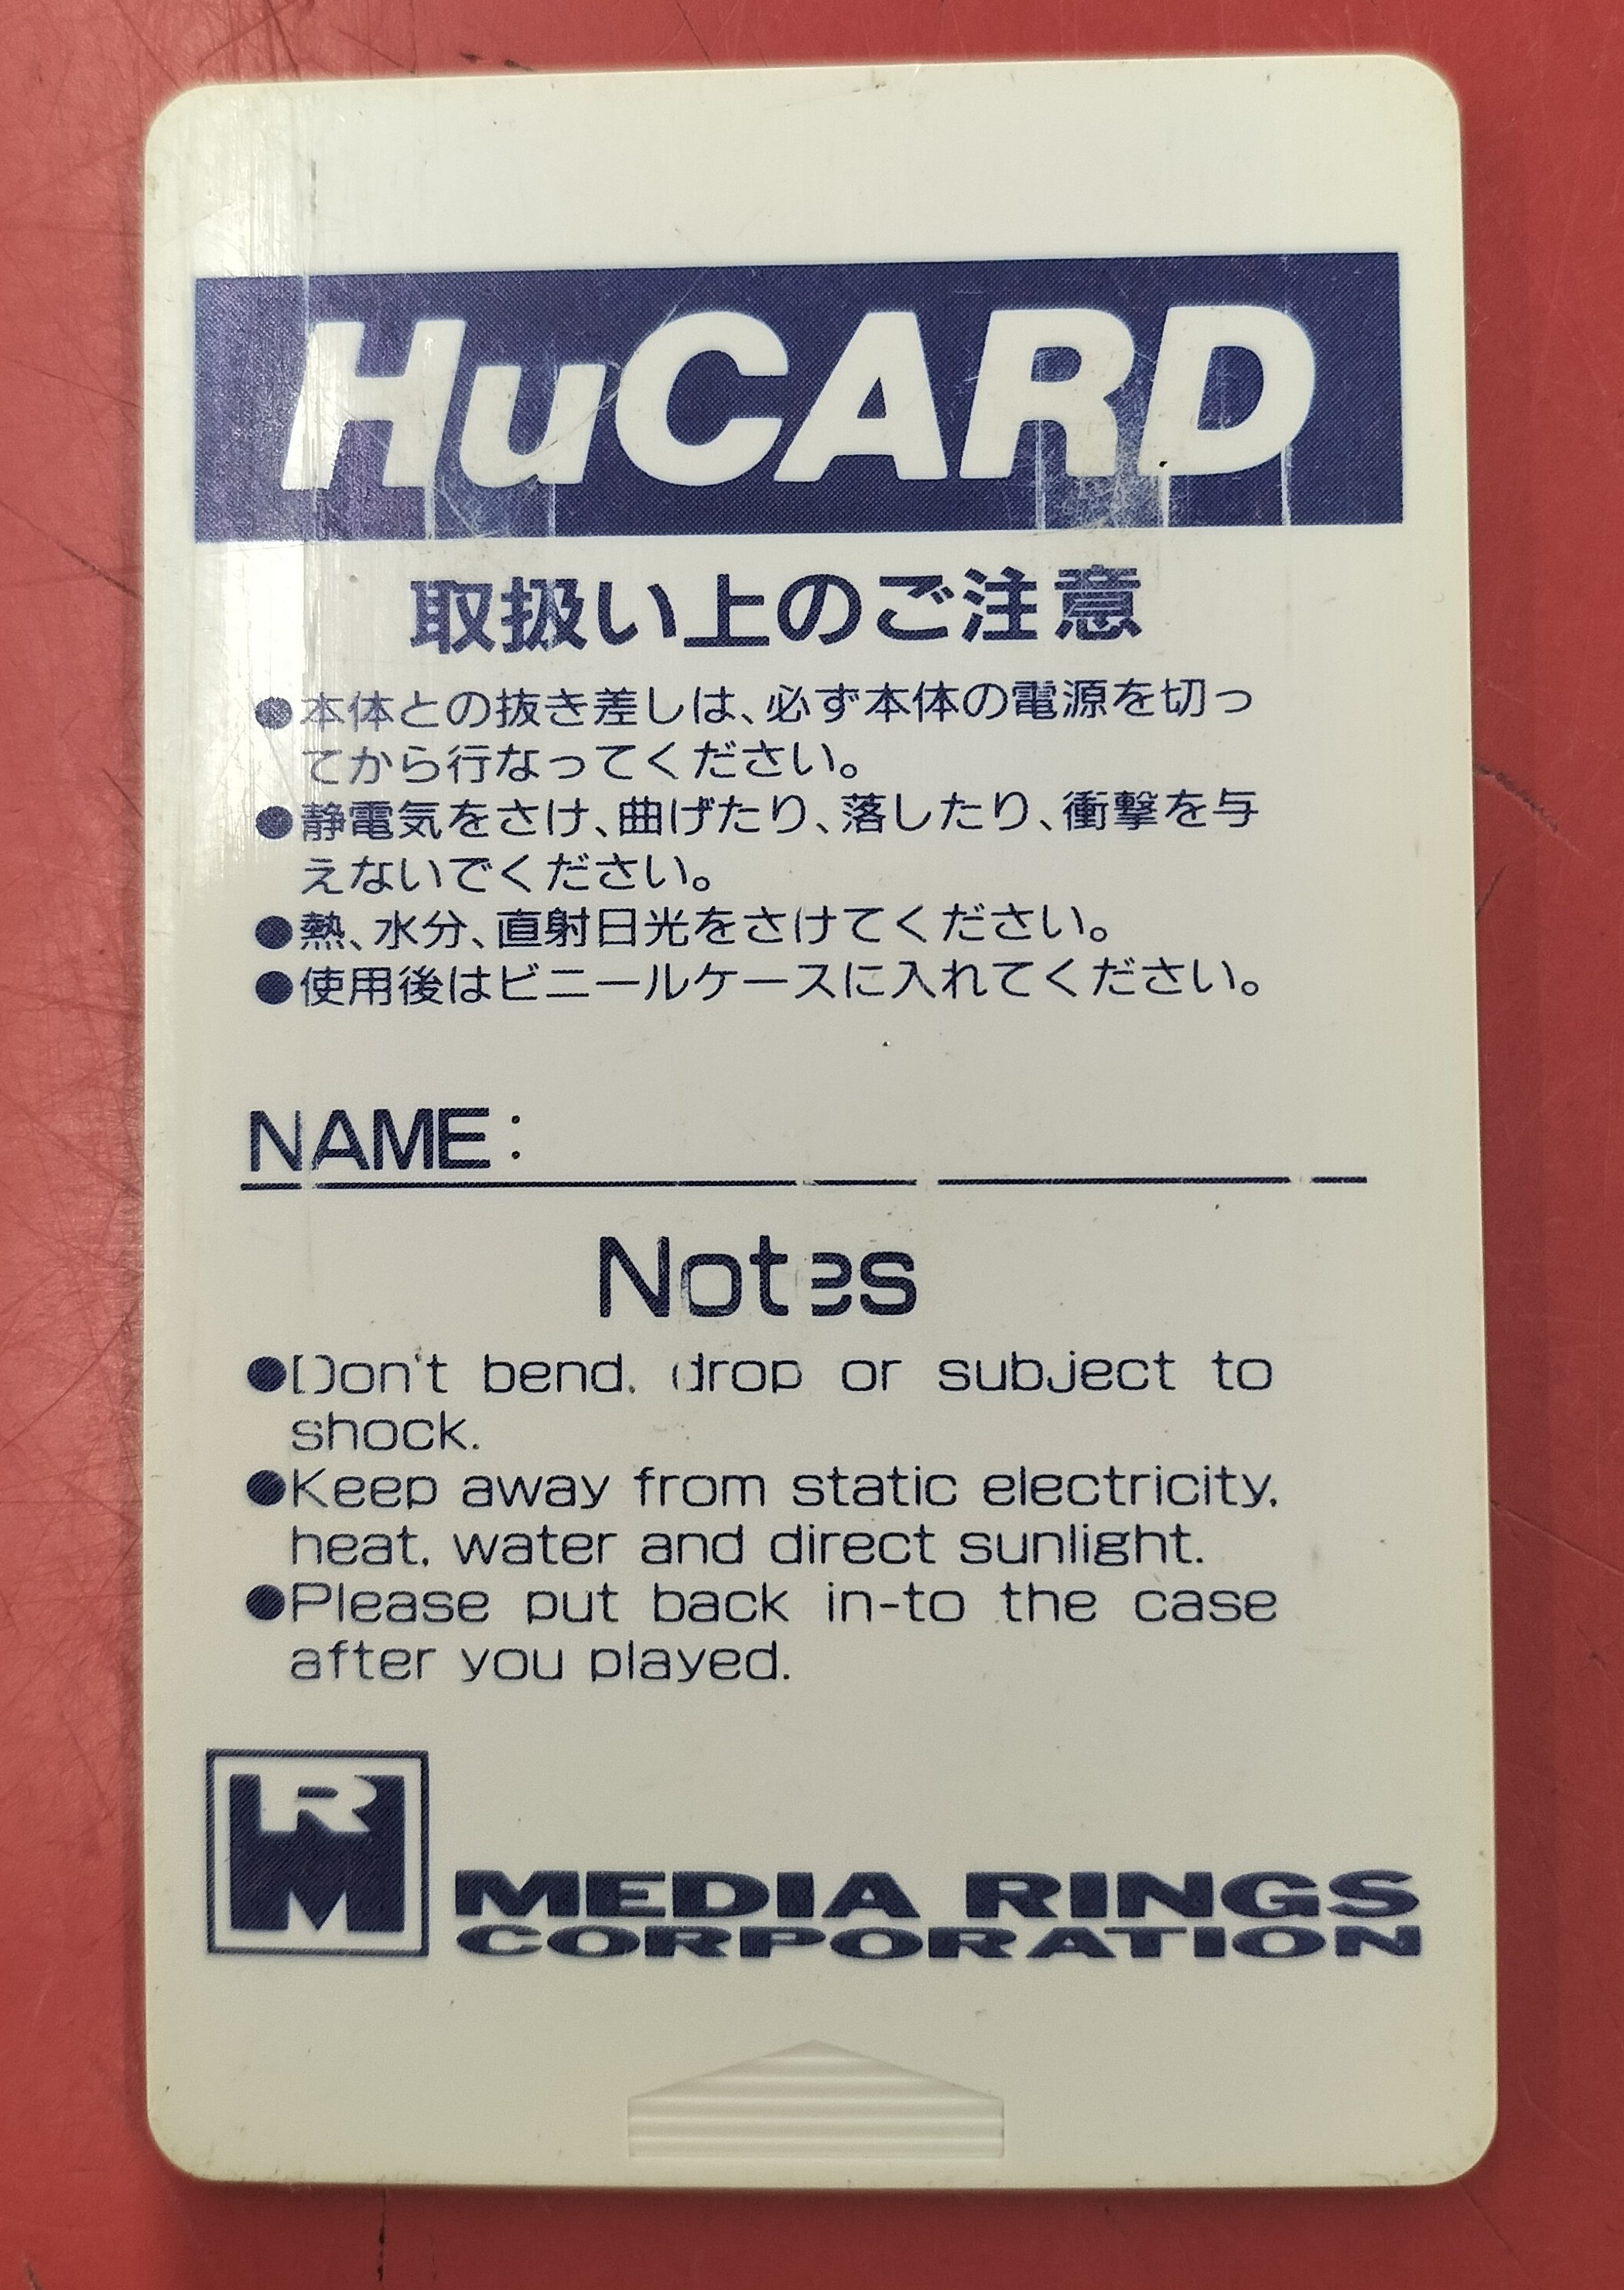 HuCARD
取扱い上のご注意
●本体との抜き差しは、必ず本体の電源を切っ
てから行なってください。
●静電気をさけ、曲げたり、落したり、衝撃を与
えないでください。
●熱、水分、直射日光をさけてください。
●使用後はビニールケースに入れてください。
NAME:
Notes
●Don't bend, drop or subject to
shock.
●Keep away from static electricity,
heat, water and direct sunlight.
●Please put back in-to the case
after you played.
RM
MEDIA RINGS
CORPORATION